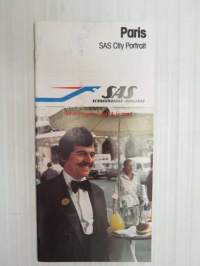 Paris
SAS City Portrait
SAS
SCANDINAVIAN AIRLINES